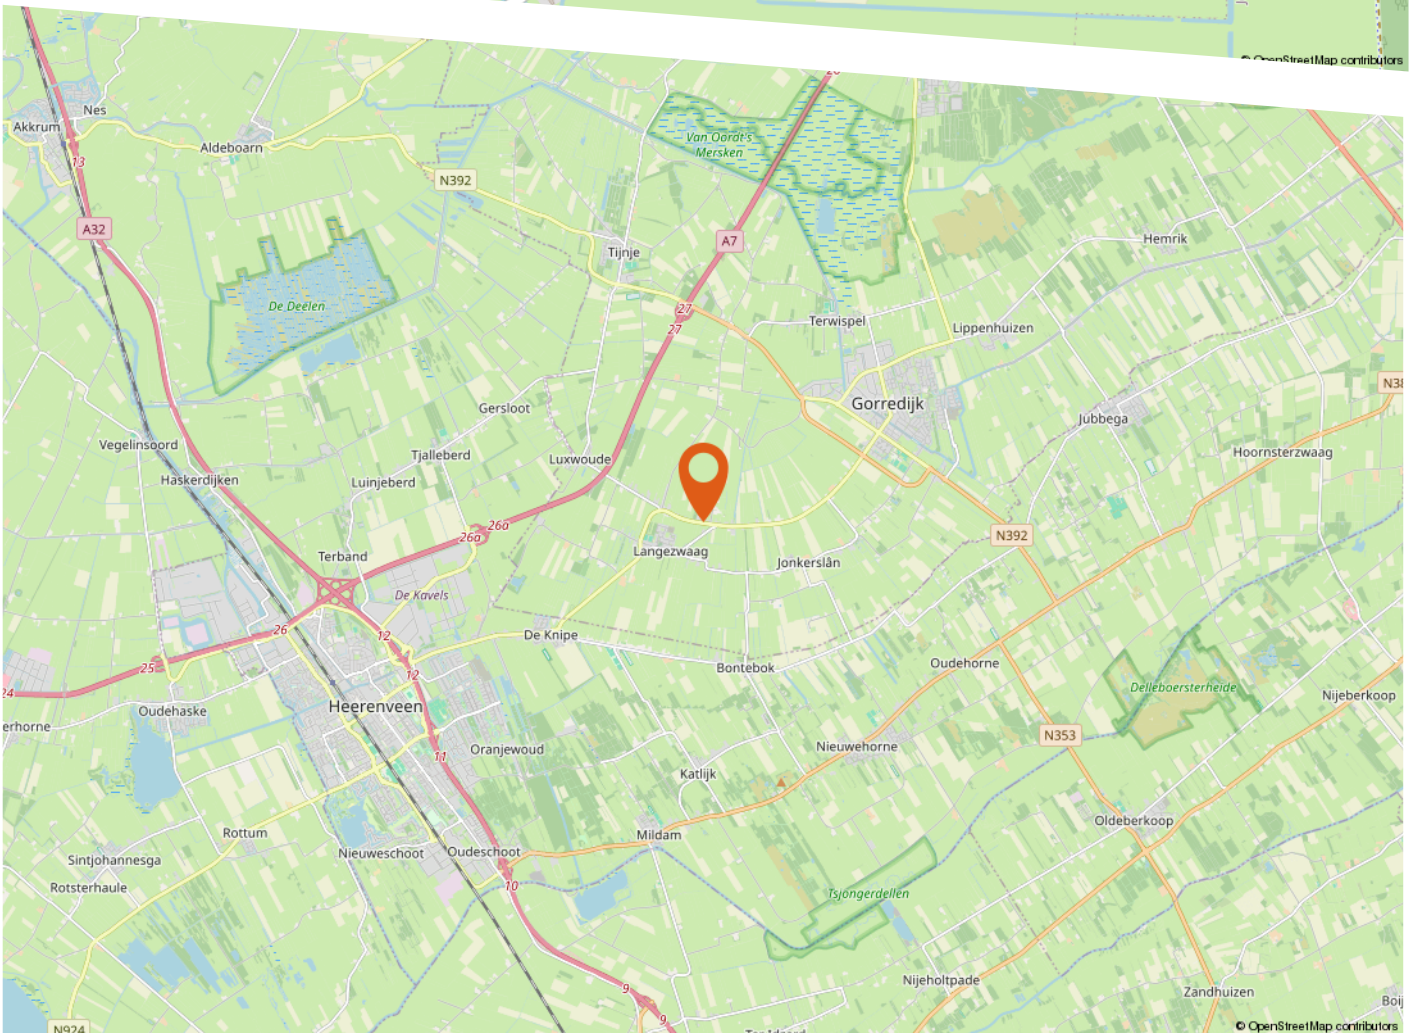 © OpenStreetMap contributors
Nes
Akkrum
13
Aldeboarn
Van Oordt's
Mersken
N392
A32
A7
Hemrik
Tijnje
De Deelen
27
27
Terwispel
Lippenhuizen
Gersloot
Gorredijk
N38
Jubbega
Vegelinsoord
Tjalleberd
Luxwoude
Hoornsterzwaag
Haskerdijken
Luinjeberd
26a
26a
N392
Terband
Langezwaag
Jonkerslân
De Kavels
26
12
De Knipe
25
12
Bontebok
Oudehorne
24
Delleboersterheide
Nijeberkoop
Oudehaske
Heerenveen
erhorne
N353
Oranjewoud
11
Nieuwehorne
Katlijk
Oldeberkoop
Rottum
Mildam
Nieuweschoot
Oudeschoot
Sintjohannesga
10
Rotsterhaule
Tsjongerdellen
Nijeholtpade
9
Zandhuizen
Boij
9
N924
© OpenStreetMap contributors